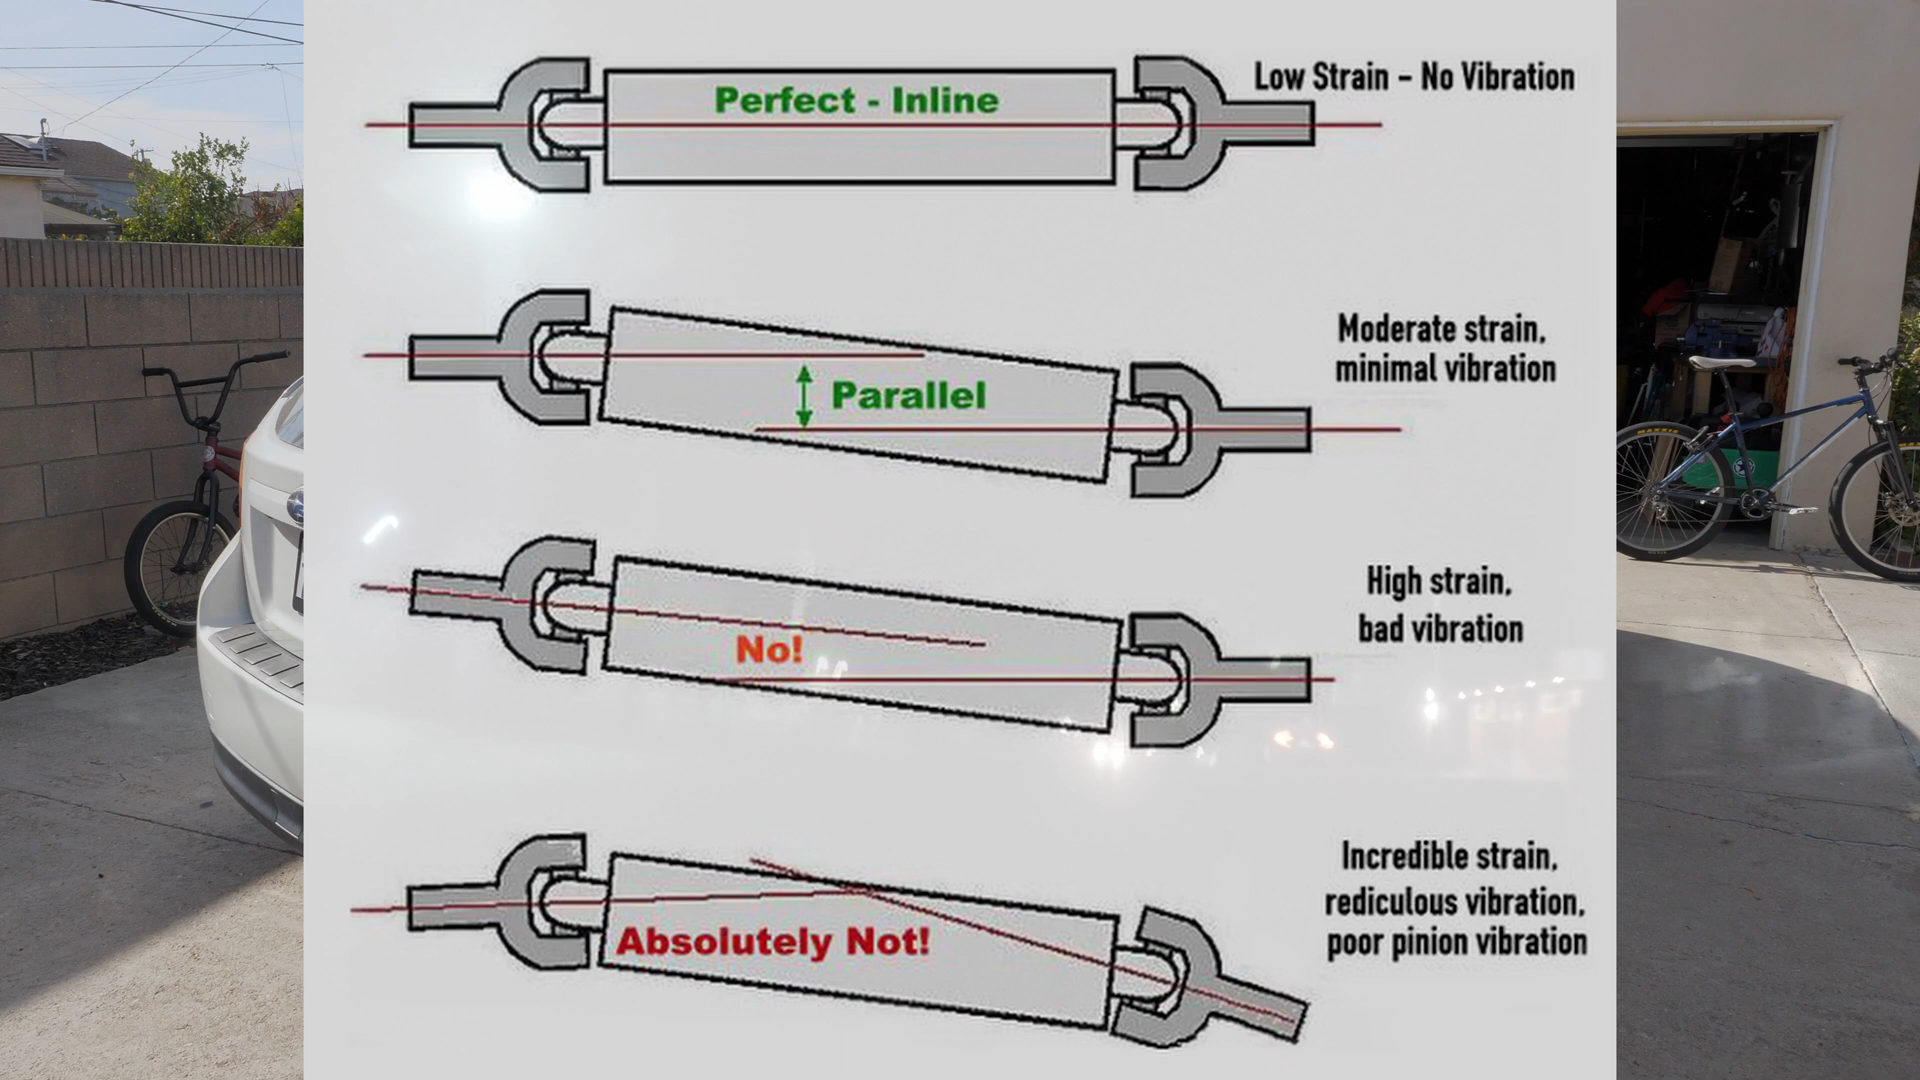 Perfect - Inline
Low Strain – No Vibration
Parallel
Moderate strain,
minimal vibration
No!
High strain,
bad vibration
Absolutely Not!
Incredible strain,
rediculous vibration,
poor pinion vibration